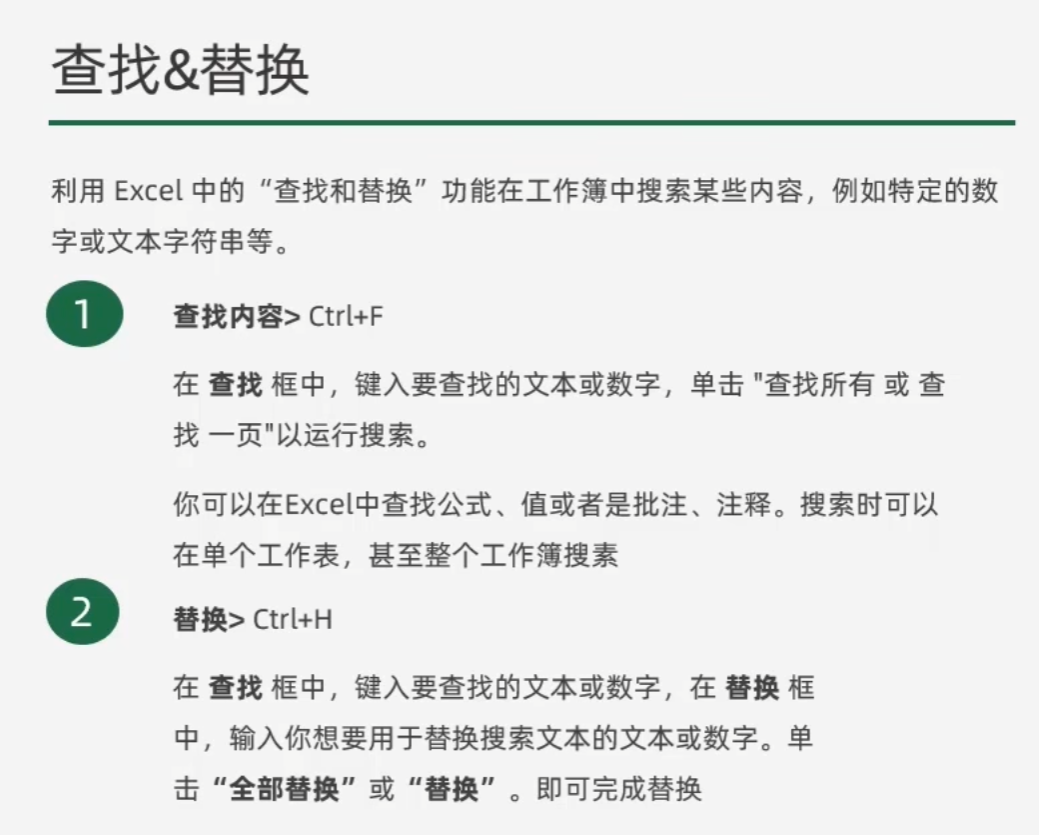 查找&替换
利用 Excel 中的“查找和替换”功能在工作簿中搜索某些内容，例如特定的数
字或文本字符串等。
1
查找内容> Ctrl+F
在 查找 框中，键入要查找的文本或数字，单击 "查找所有 或 查
找 一页"以运行搜索。
你可以在Excel中查找公式、值或者是批注、注释。搜索时可以
在单个工作表，甚至整个工作簿搜素
2
替换> Ctrl+H
在 查找 框中，键入要查找的文本或数字，在 替换 框
中，输入你想要用于替换搜索文本的文本或数字。单
击“全部替换”或“替换”。即可完成替换